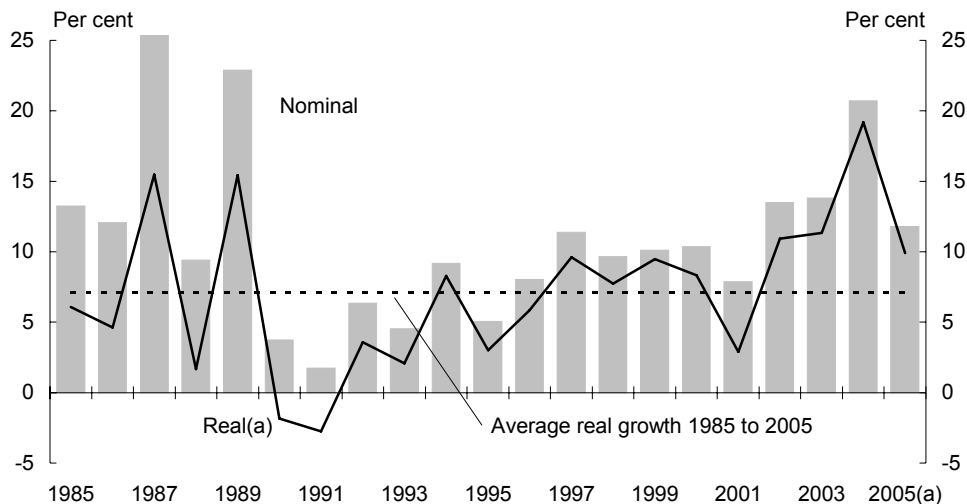 Per cent Per cent
25 25
20 20
Nominal
15 15
10 10
5 5
0 0
Real(a) Average real growth 1985 to 2005
-5 -5
1985 1987 1989 1991 1993 1995 1997 1999 2001 2003 2005(a)